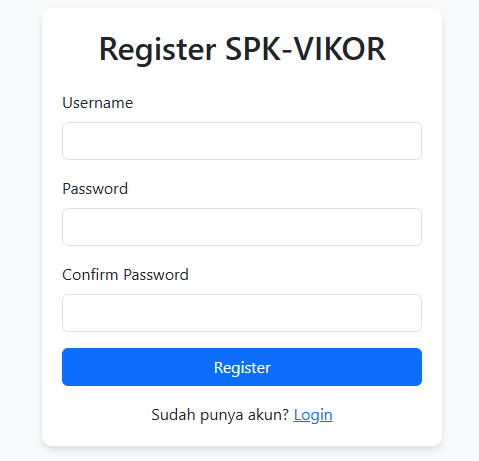 Register SPK-VIKOR
Username
Password
Confirm Password
Register
Sudah punya akun? Login